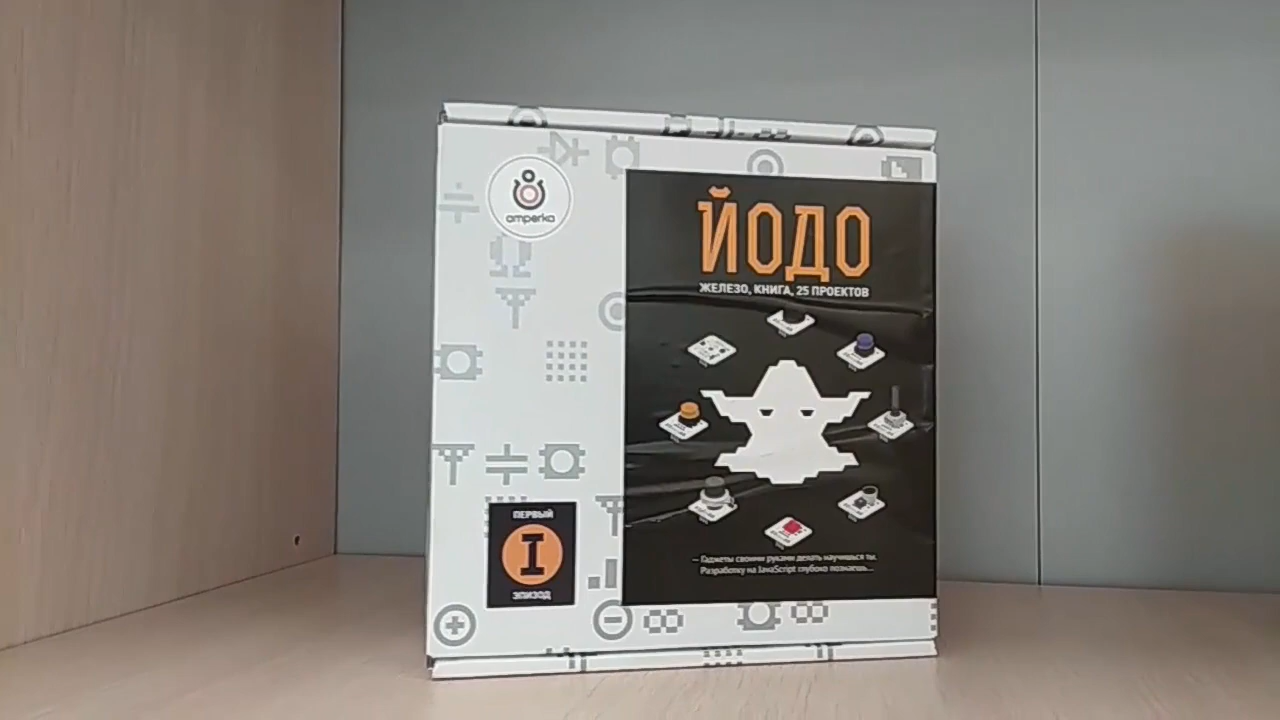 amperka
ЙОДО
ЖЕЛЕЗО, КНИГА, 25 ПРОЕКТОВ
— Гаджеты своими руками делать научишься ты.
Разработку на JavaScript глубоко познаешь...
ПЕРВЫЙ
I
ЭПИЗОД